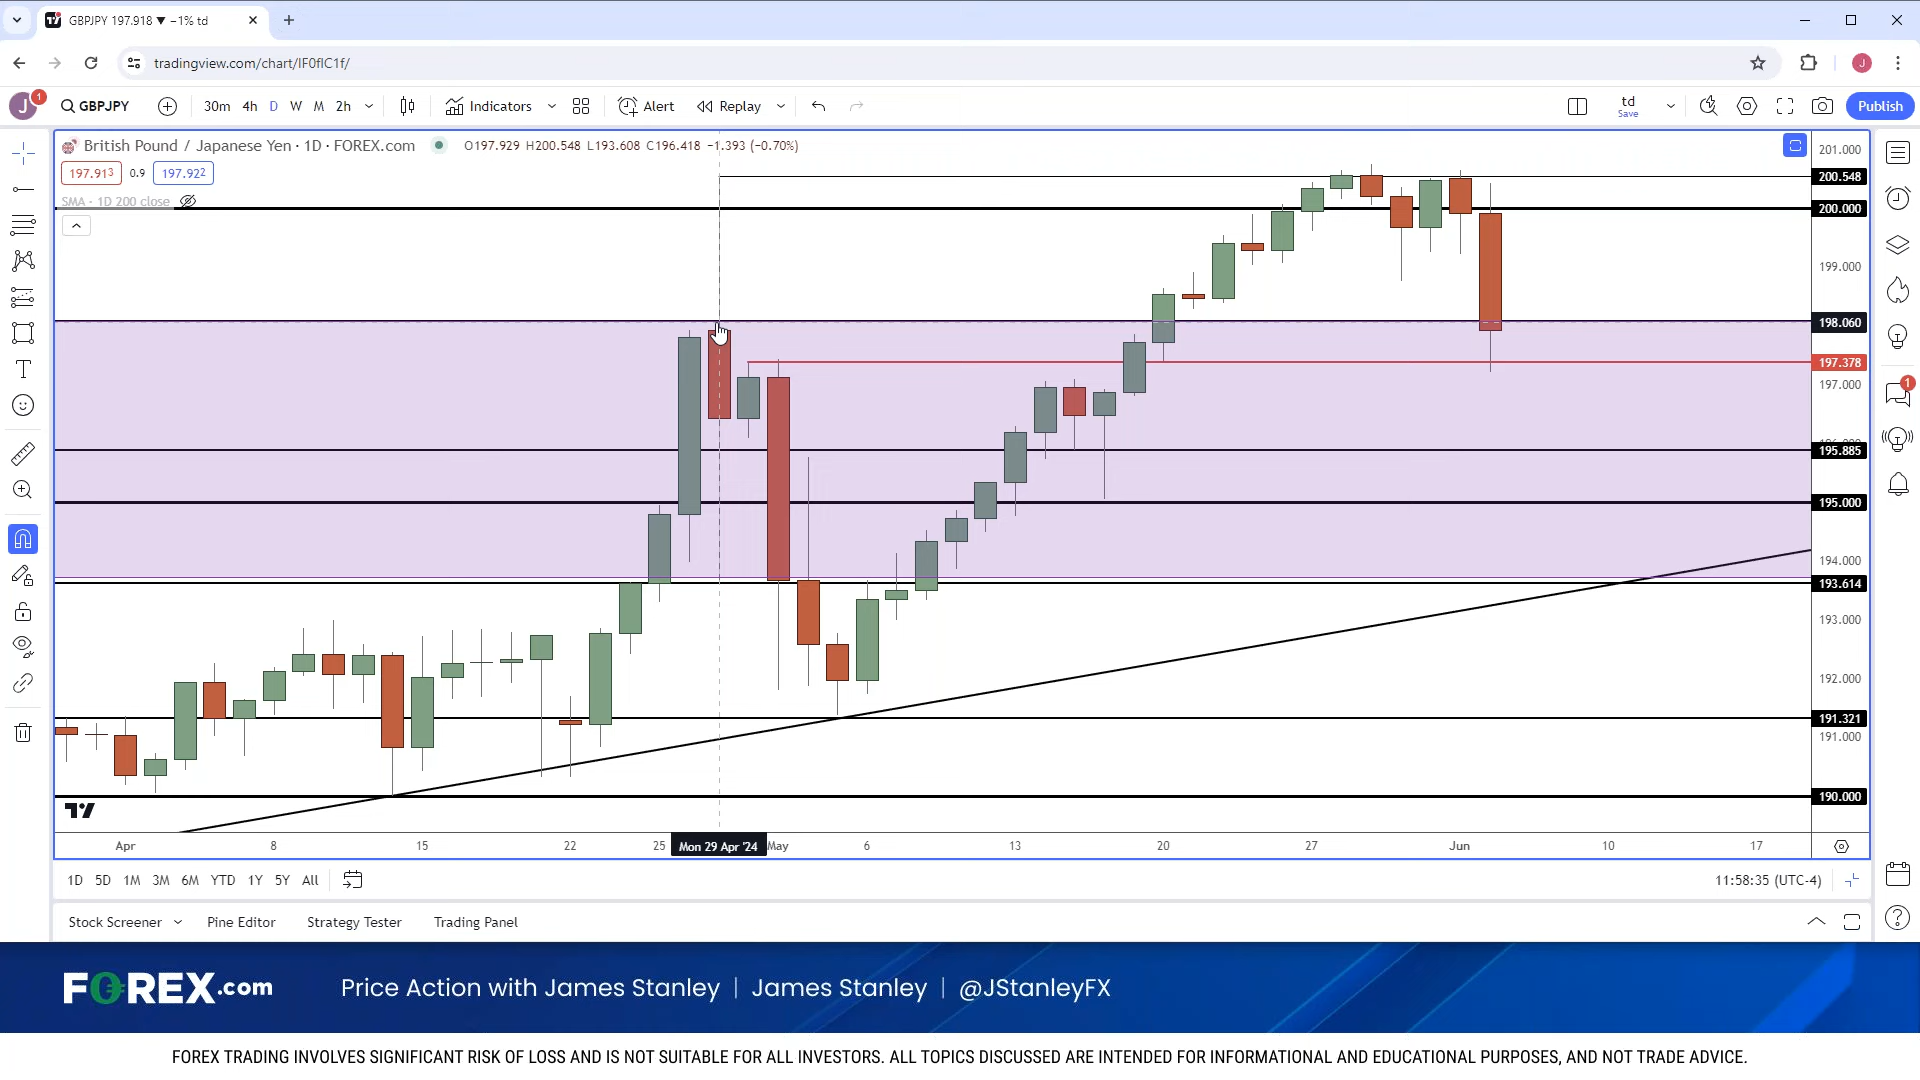 GBPJPY 197.918 ▼ −1% td
tradingview.com/chart/IF0fIC1f/
J 1 GBPJPY 30m 4h D W M 2h Indicators Alert Replay td Save Publish
British Pound / Japanese Yen · 1D · FOREX.com O197.929 H200.548 L193.608 C196.418 −1.393 (−0.70%)
197.913 0.9 197.922
SMA · 1D 200 close
201.000
200.548
200.000
199.000
198.060
197.378
197.000
195.885
195.000
194.000
193.614
193.000
192.000
191.321
191.000
190.000
Apr 8 15 22 25 Mon 29 Apr '24 May 6 13 20 27 Jun 10 17
1D 5D 1M 3M 6M YTD 1Y 5Y All 11:58:35 (UTC-4)
Stock Screener Pine Editor Strategy Tester Trading Panel
FOREX.com Price Action with James Stanley | James Stanley | @JStanleyFX
FOREX TRADING INVOLVES SIGNIFICANT RISK OF LOSS AND IS NOT SUITABLE FOR ALL INVESTORS. ALL TOPICS DISCUSSED ARE INTENDED FOR INFORMATIONAL AND EDUCATIONAL PURPOSES, AND NOT TRADE ADVICE.